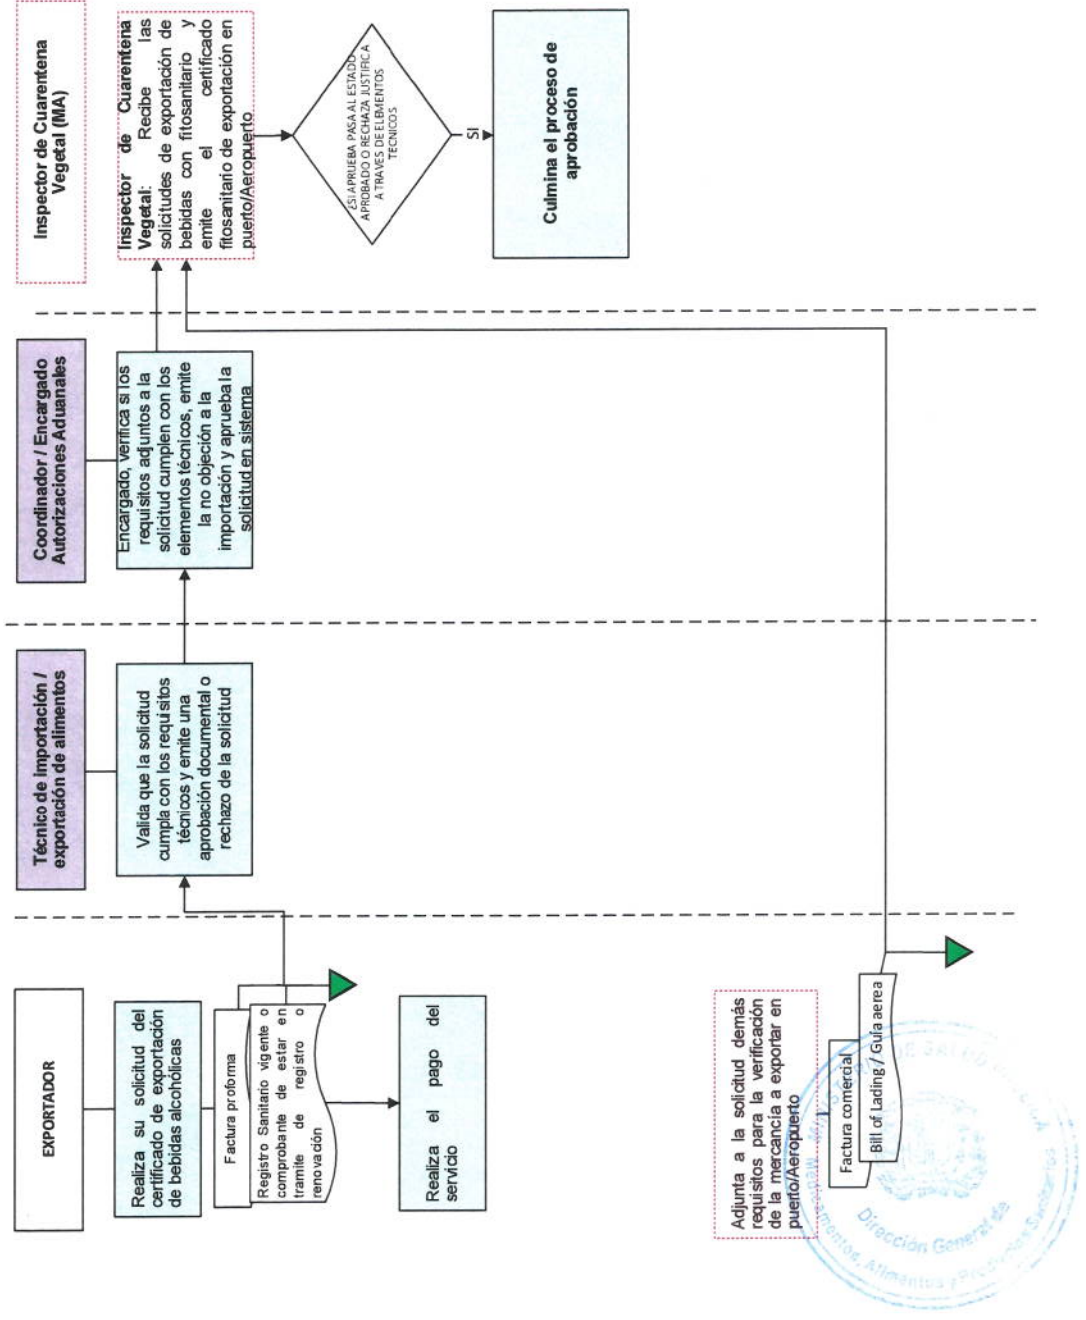 EXPORTADOR
Realiza su solicitud del
certificado de exportación
de bebidas alcohólicas
Factura proforma
Registro Sanitario vigente o
comprobante de estar en
tramite de registro o
renovación
Realiza el pago del
servicio
Adjunta a la solicitud demás
requisitos para la verificación
de la mercancía a exportar en
puerto/Aeropuerto
Factura comercial
Bill of Lading / Guía aerea
Técnico de importación /
exportación de alimentos
Valida que la solicitud
cumpla con los requisitos
técnicos y emite una
aprobación documental o
rechazo de la solicitud
Coordinador / Encargado
Autorizaciones Aduanales
Encargado, verifica si los
requisitos adjuntos a la
solicitud cumplen con los
elementos técnicos, emite
la no objeción a la
importación y aprueba la
solicitud en sistema
Inspector de Cuarentena
Vegetal (MA)
Inspector de Cuarentena
Vegetal: Recibe las
solicitudes de exportación de
bebidas con fitosanitario y
emite el certificado
fitosanitario de exportación en
puerto/Aeropuerto
¿SI APRUEBA PASA AL ESTADO
APROBADO O RECHAZA JUSTIFICA
A TRAVES DE ELEMENTOS
TECNICOS
SI
Culmina el proceso de
aprobación
Dirección General de
Medicamentos, Alimentos y Productos Sanitarios